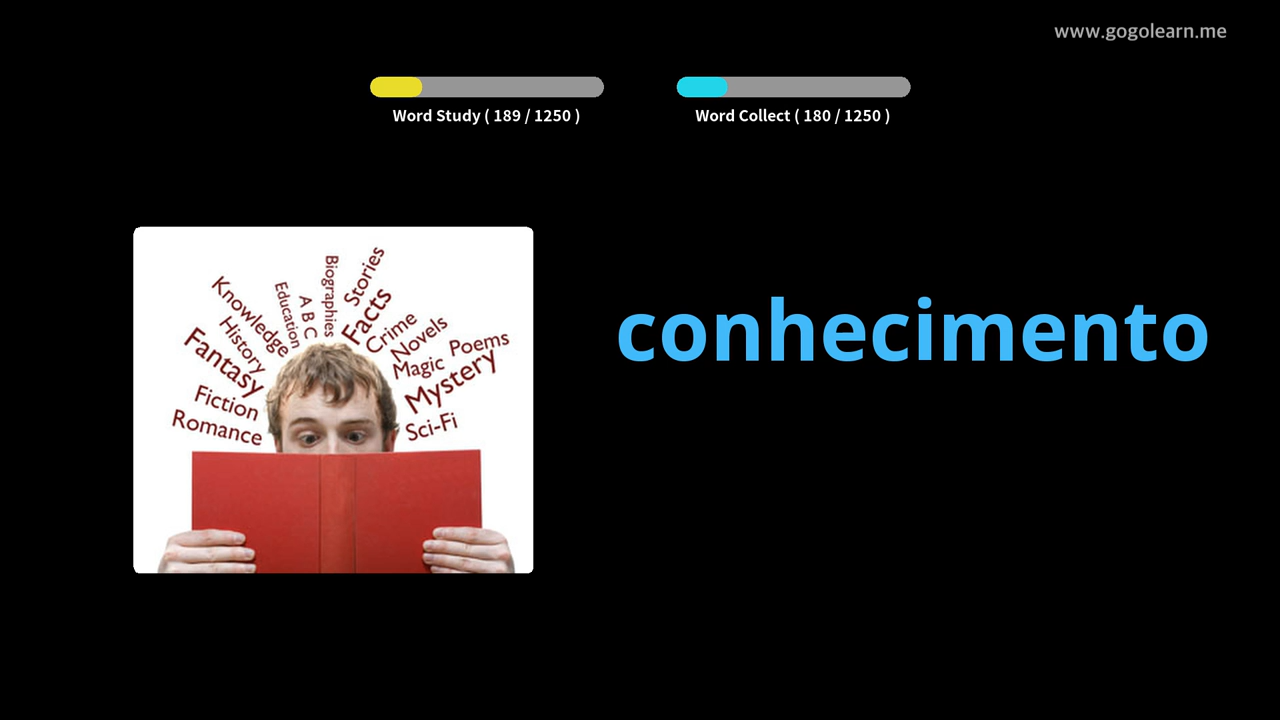 www.gogolearn.me
Word Study ( 189 / 1250 )
Word Collect ( 180 / 1250 )
conhecimento
Biographies
Stories
Education
A B C
Facts
Knowledge
Crime
History
Novels
Fantasy
Magic
Poems
Mystery
Fiction
Romance
Sci-Fi